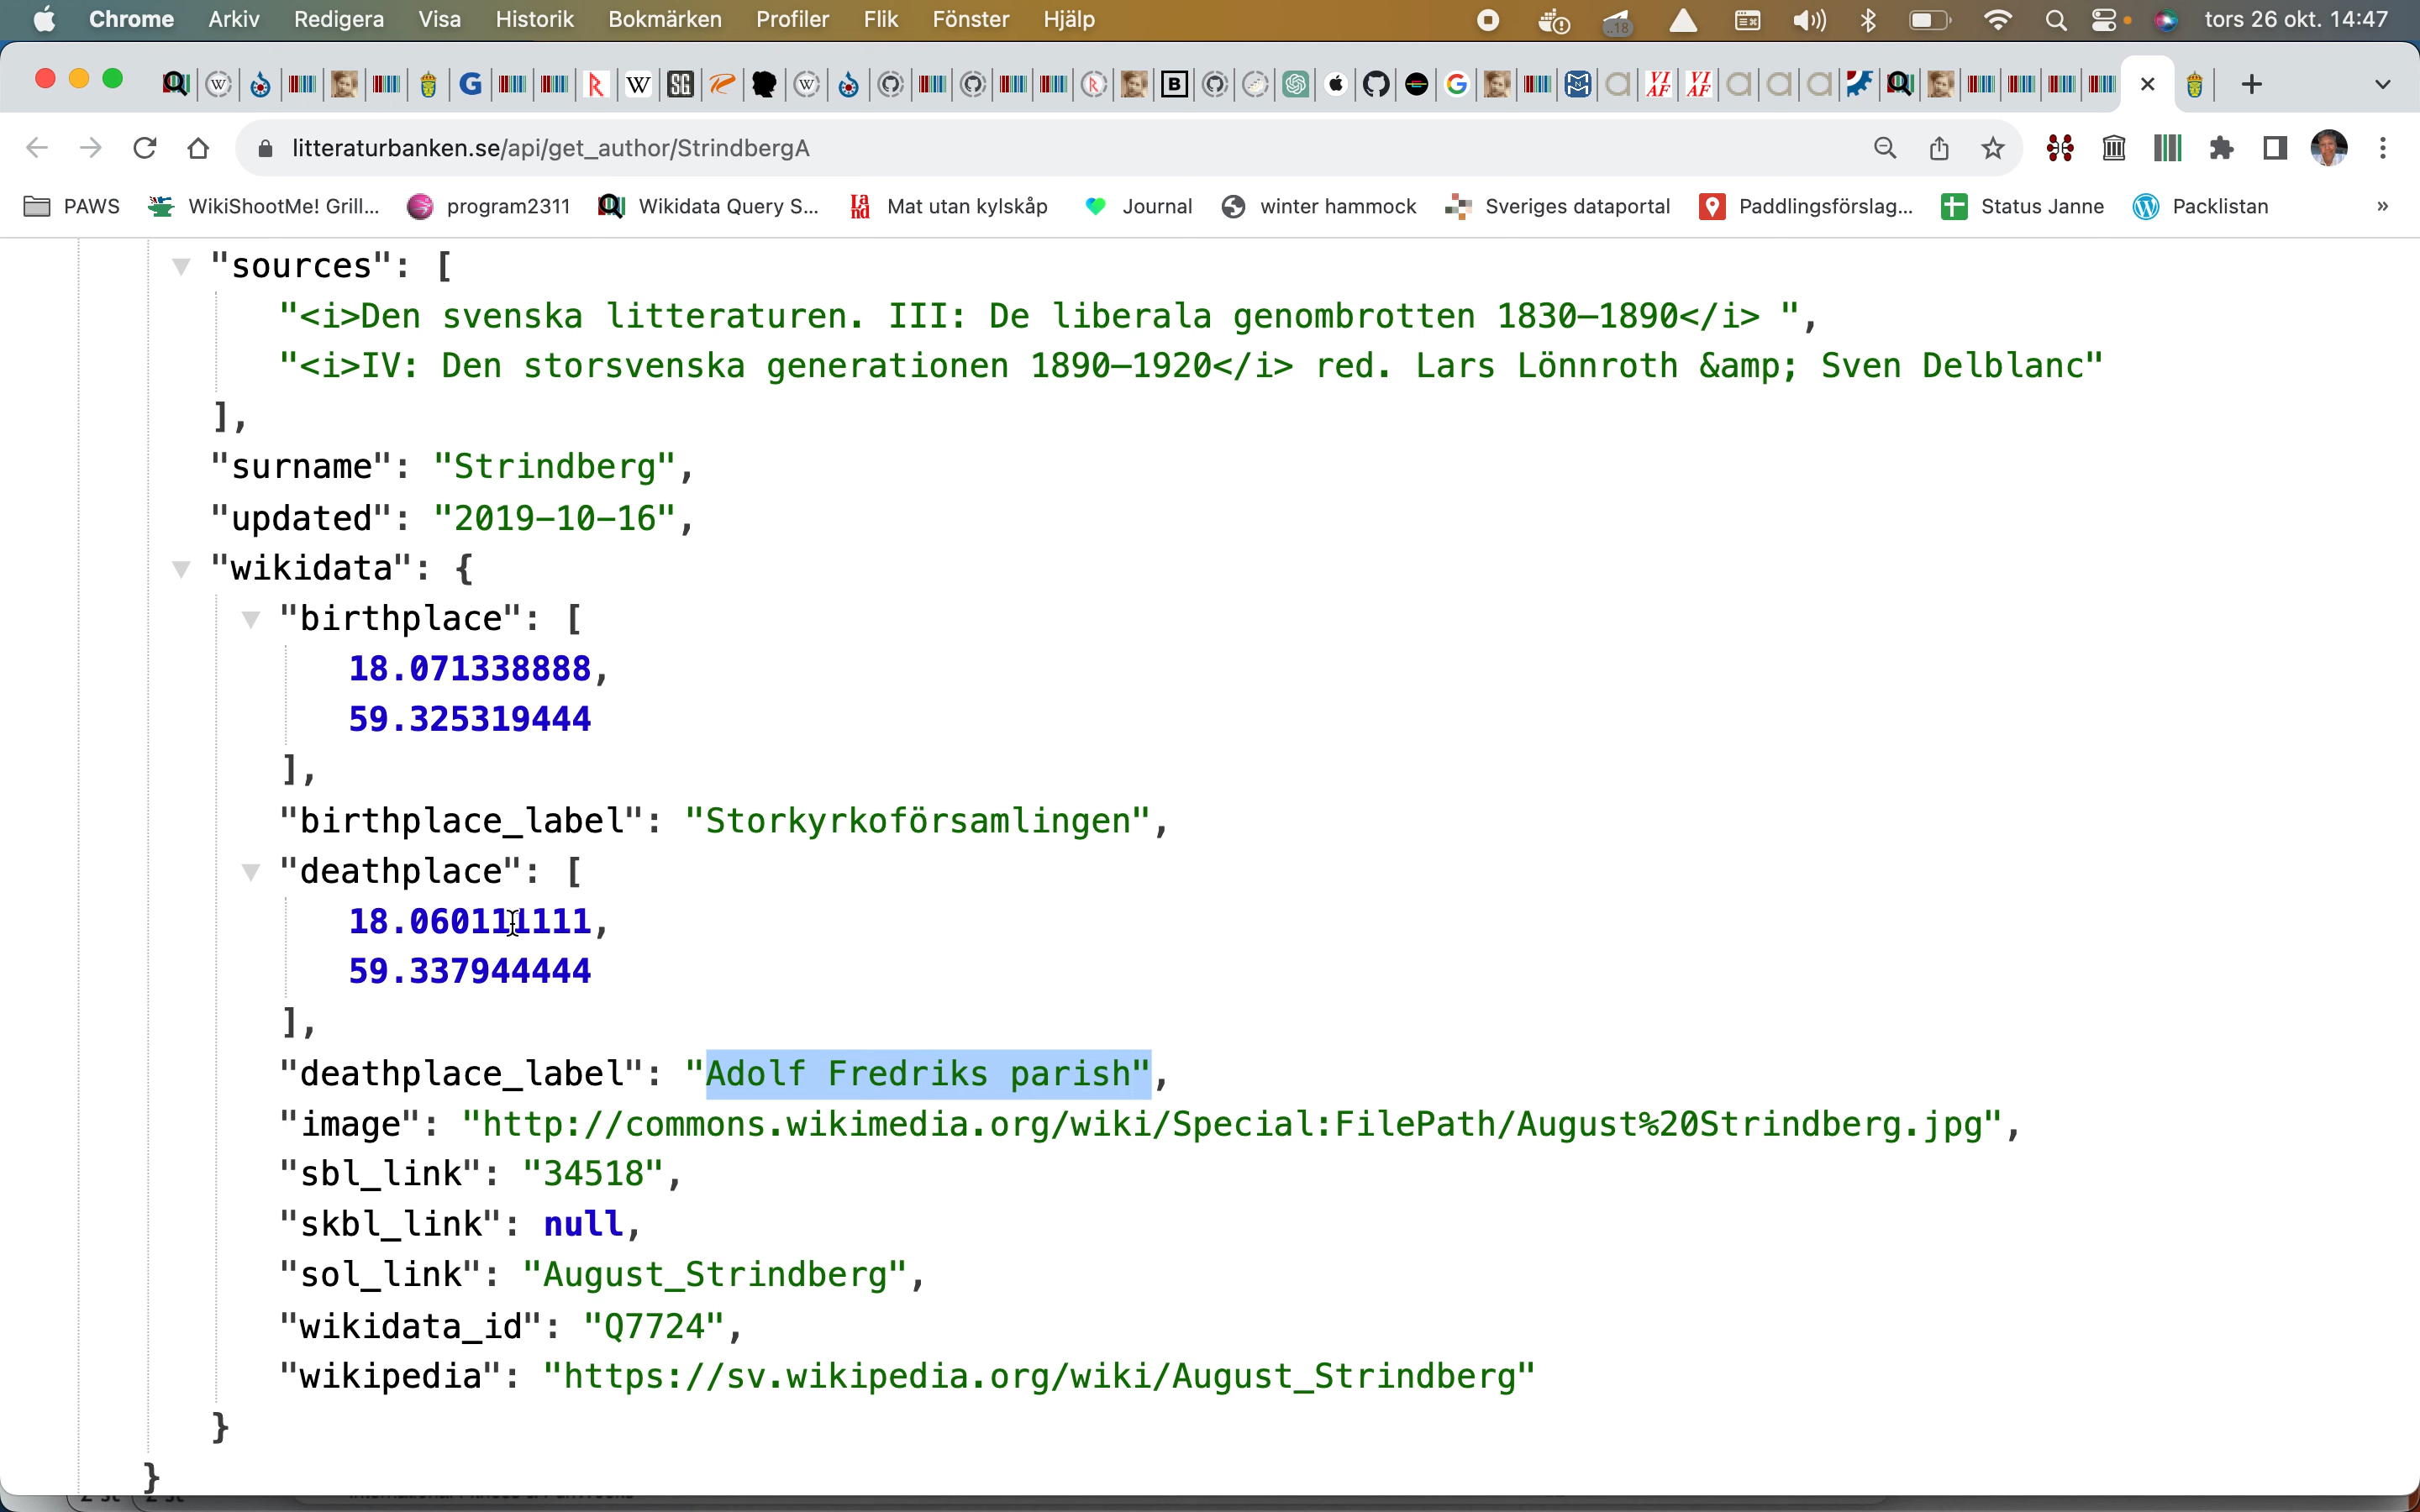 Chrome Arkiv Redigera Visa Historik Bokmärken Profiler Flik Fönster Hjälp tors 26 okt. 14:47
litteraturbanken.se/api/get_author/StrindbergA
PAWS WikiShootMe! Grill... program2311 Wikidata Query S... Mat utan kylskåp Journal winter hammock Sveriges dataportal Paddlingsförslag... Status Janne Packlistan »
"sources": [
"<i>Den svenska litteraturen. III: De liberala genombrotten 1830–1890</i> ",
"<i>IV: Den storsvenska generationen 1890–1920</i> red. Lars Lönnroth &amp; Sven Delblanc"
],
"surname": "Strindberg",
"updated": "2019-10-16",
"wikidata": {
"birthplace": [
18.071338888,
59.325319444
],
"birthplace_label": "Storkyrkoförsamlingen",
"deathplace": [
18.060111111,
59.337944444
],
"deathplace_label": "Adolf Fredriks parish",
"image": "http://commons.wikimedia.org/wiki/Special:FilePath/August%20Strindberg.jpg",
"sbl_link": "34518",
"skbl_link": null,
"sol_link": "August_Strindberg",
"wikidata_id": "Q7724",
"wikipedia": "https://sv.wikipedia.org/wiki/August_Strindberg"
}
}